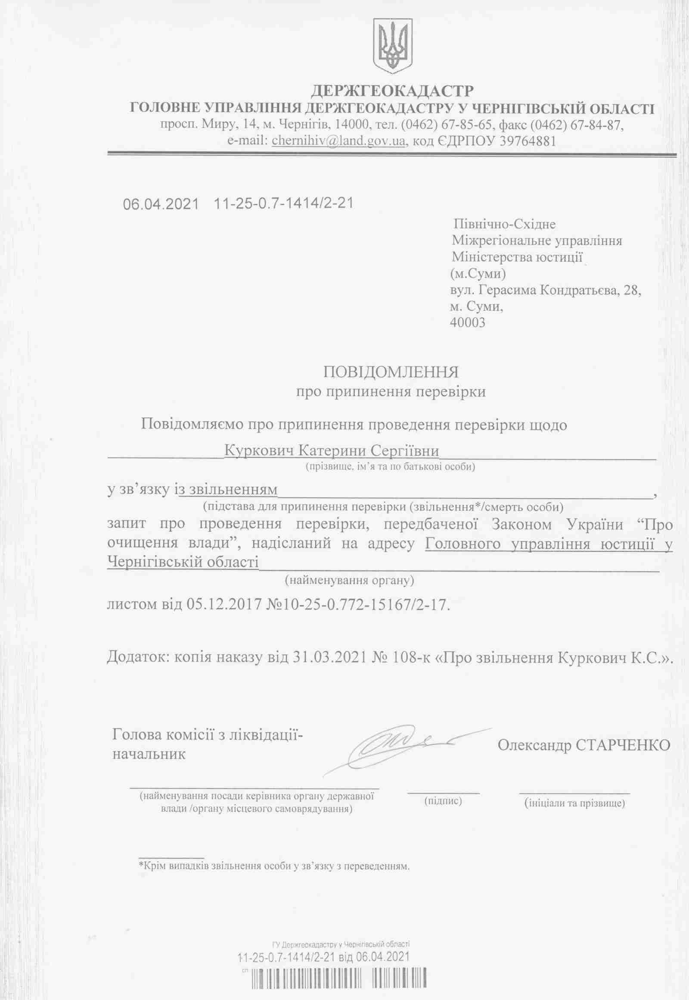 ДЕРЖГЕОКАДАСТР
ГОЛОВНЕ УПРАВЛІННЯ ДЕРЖГЕОКАДАСТРУ У ЧЕРНІГІВСЬКІЙ ОБЛАСТІ
просп. Миру, 14, м. Чернігів, 14000, тел. (0462) 67-85-65, факс (0462) 67-84-87,
e-mail: chernihiv@land.gov.ua, код ЄДРПОУ 39764881
06.04.2021 11-25-0.7-1414/2-21
Північно-Східне
Міжрегіональне управління
Міністерства юстиції
(м.Суми)
вул. Герасима Кондратьєва, 28,
м. Суми,
40003
ПОВІДОМЛЕННЯ
про припинення перевірки
Повідомляємо про припинення проведення перевірки щодо
Куркович Катерини Сергіївни
(прізвище, ім’я та по батькові особи)
у зв’язку із звільненням,
(підстава для припинення перевірки (звільнення*/смерть особи)
запит про проведення перевірки, передбаченої Законом України “Про
очищення влади”, надісланий на адресу Головного управління юстиції у
Чернігівській області
(найменування органу)
листом від 05.12.2017 №10-25-0.772-15167/2-17.
Додаток: копія наказу від 31.03.2021 № 108-к «Про звільнення Куркович К.С.».
Голова комісії з ліквідації-
начальник
Олександр СТАРЧЕНКО
(найменування посади керівника органу державної
влади /органу місцевого самоврядування)
(підпис)
(ініціали та прізвище)
*Крім випадків звільнення особи у зв’язку з переведенням.
ГУ Держгеокадастру у Чернігівській області
11-25-0.7-1414/2-21 від 06.04.2021
СП